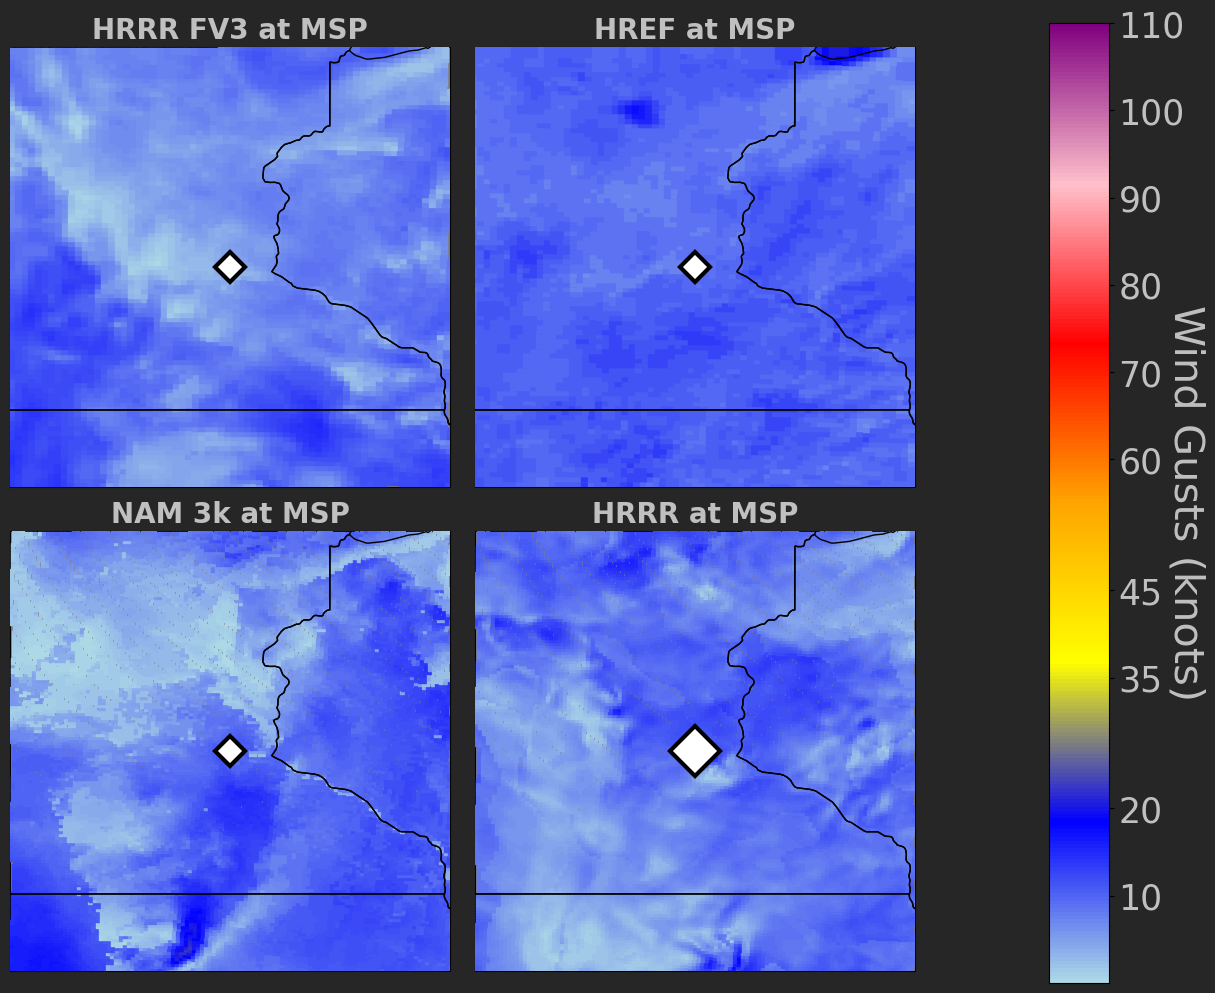 HRRR FV3 at MSP
HREF at MSP
NAM 3k at MSP
HRRR at MSP
110
100
90
80
70
60
45
35
20
10
Wind Gusts (knots)